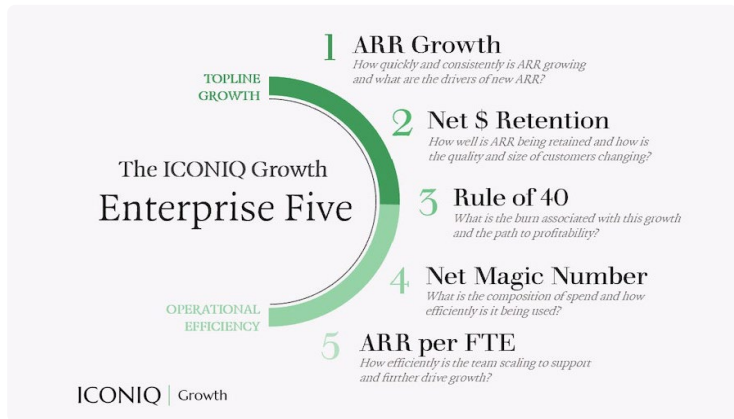 1 ARR Growth
How quickly and consistently is ARR growing
and what are the drivers of new ARR?
TOPLINE
GROWTH
2 Net $ Retention
How well is ARR being retained and how is
the quality and size of customers changing?
The ICONIQ Growth
Enterprise Five
3 Rule of 40
What is the burn associated with this growth
and the path to profitability?
4 Net Magic Number
What is the composition of spend and how
efficiently is it being used?
OPERATIONAL
EFFICIENCY
5 ARR per FTE
How efficiently is the team scaling to support
and further drive growth?
ICONIQ | Growth